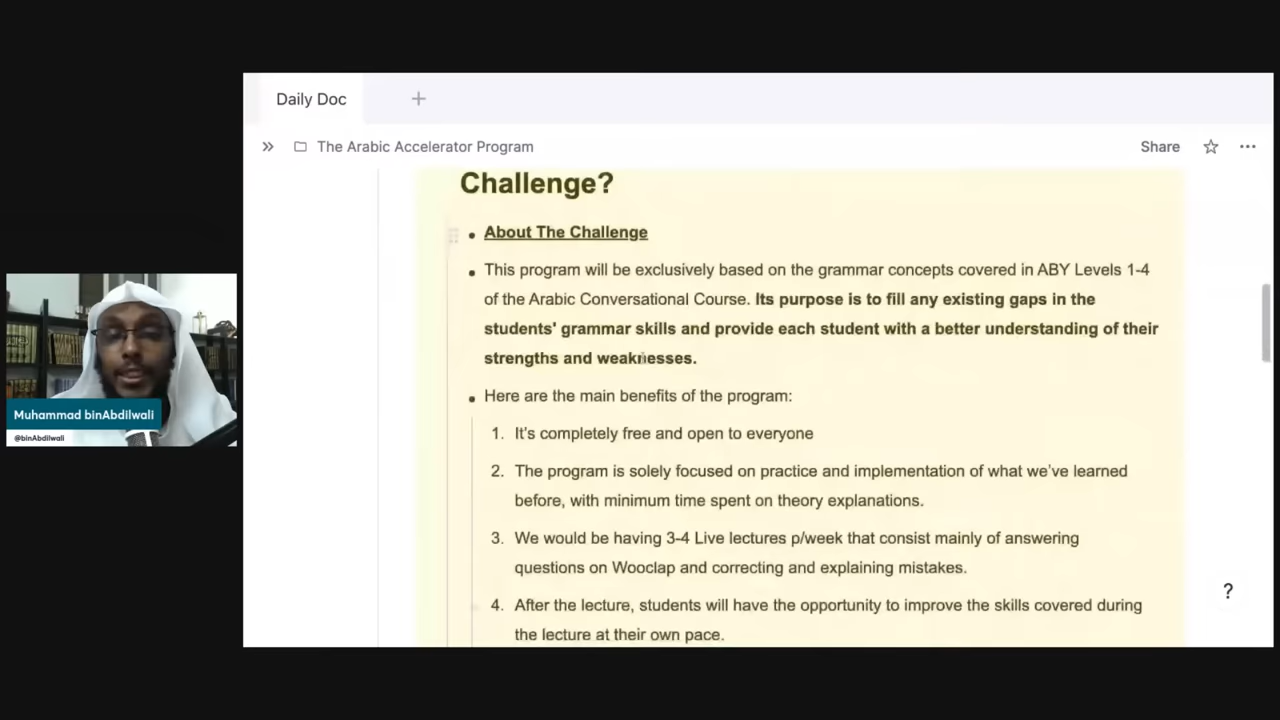 Daily Doc
The Arabic Accelerator Program
Share
Challenge?
About The Challenge
This program will be exclusively based on the grammar concepts covered in ABY Levels 1-4
of the Arabic Conversational Course. Its purpose is to fill any existing gaps in the
students' grammar skills and provide each student with a better understanding of their
strengths and weaknesses.
Here are the main benefits of the program:
1. It's completely free and open to everyone
2. The program is solely focused on practice and implementation of what we've learned
before, with minimum time spent on theory explanations.
3. We would be having 3-4 Live lectures p/week that consist mainly of answering
questions on Wooclap and correcting and explaining mistakes.
4. After the lecture, students will have the opportunity to improve the skills covered during
the lecture at their own pace.
?
Muhammad binAbdilwali
@binAbdilwali